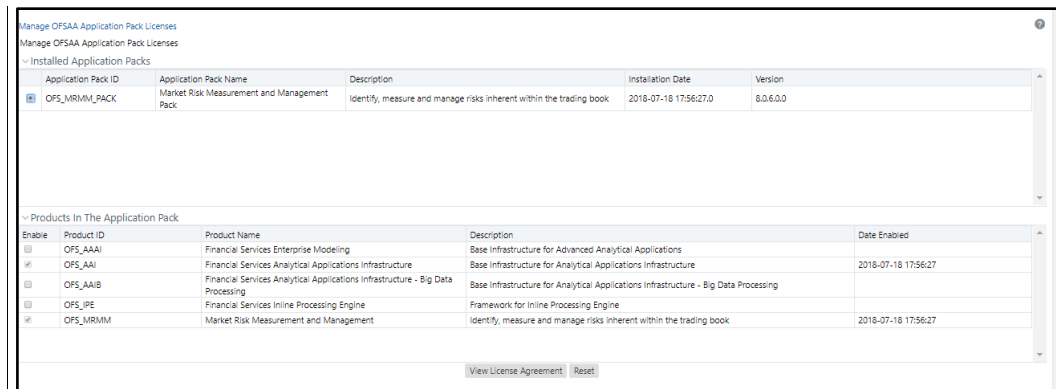 Manage OFSAA Application Pack Licenses
Manage OFSAA Application Pack Licenses
Installed Application Packs
Application Pack ID Application Pack Name Description Installation Date Version
OFS_MRMM_PACK Market Risk Measurement and Management Pack Identify, measure and manage risks inherent within the trading book 2018-07-18 17:56:27.0 8.0.6.0.0
Products In The Application Pack
Enable Product ID Product Name Description Date Enabled
OFS_AAAI Financial Services Enterprise Modeling Base Infrastructure for Advanced Analytical Applications
OFS_AAI Financial Services Analytical Applications Infrastructure Base Infrastructure for Analytical Applications Infrastructure 2018-07-18 17:56:27
OFS_AAIB Financial Services Analytical Applications Infrastructure - Big Data Processing Base Infrastructure for Analytical Applications Infrastructure - Big Data Processing
OFS_IPE Financial Services Inline Processing Engine Framework for Inline Processing Engine
OFS_MRMM Market Risk Measurement and Management Identify, measure and manage risks inherent within the trading book 2018-07-18 17:56:27
View License Agreement Reset